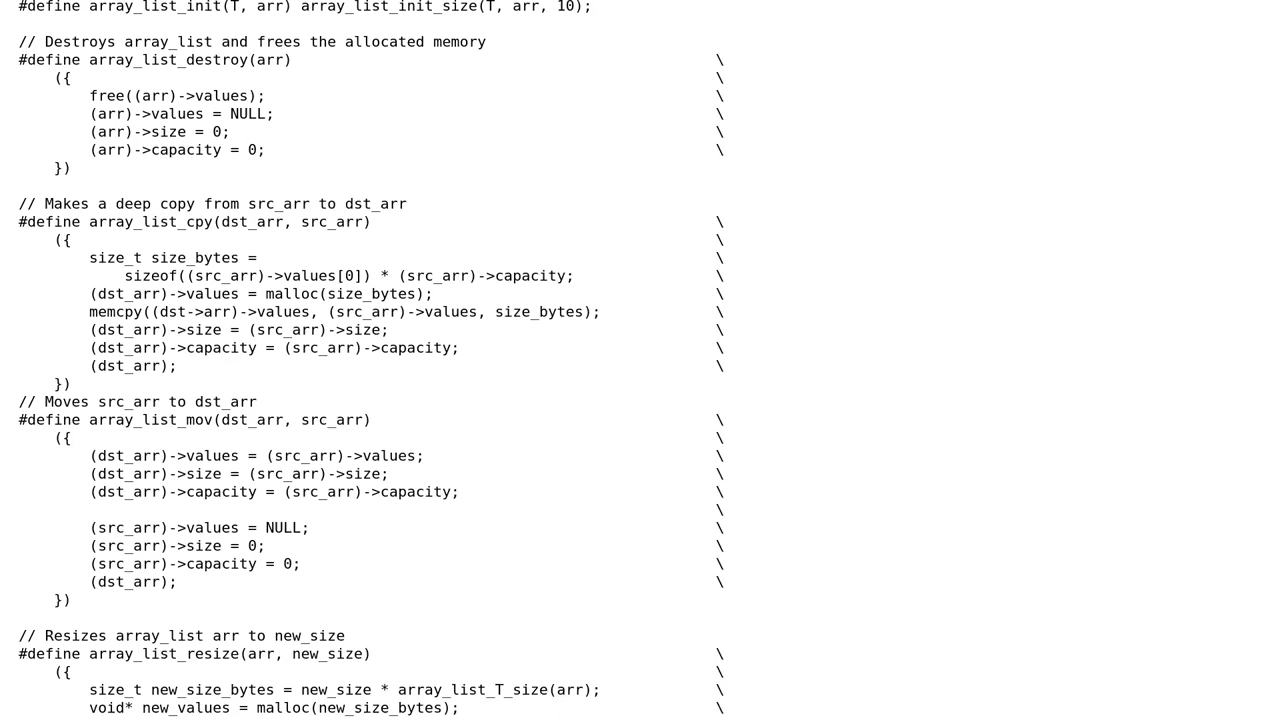 #define array_list_init(T, arr) array_list_init_size(T, arr, 10);
// Destroys array_list and frees the allocated memory
#define array_list_destroy(arr) \
({ \
free((arr)->values); \
(arr)->values = NULL; \
(arr)->size = 0; \
(arr)->capacity = 0; \
})
// Makes a deep copy from src_arr to dst_arr
#define array_list_cpy(dst_arr, src_arr) \
({ \
size_t size_bytes = \
sizeof((src_arr)->values[0]) * (src_arr)->capacity; \
(dst_arr)->values = malloc(size_bytes); \
memcpy((dst->arr)->values, (src_arr)->values, size_bytes); \
(dst_arr)->size = (src_arr)->size; \
(dst_arr)->capacity = (src_arr)->capacity; \
(dst_arr); \
})
// Moves src_arr to dst_arr
#define array_list_mov(dst_arr, src_arr) \
({ \
(dst_arr)->values = (src_arr)->values; \
(dst_arr)->size = (src_arr)->size; \
(dst_arr)->capacity = (src_arr)->capacity; \
\
(src_arr)->values = NULL; \
(src_arr)->size = 0; \
(src_arr)->capacity = 0; \
(dst_arr); \
})
// Resizes array_list arr to new_size
#define array_list_resize(arr, new_size) \
({ \
size_t new_size_bytes = new_size * array_list_T_size(arr); \
void* new_values = malloc(new_size_bytes); \